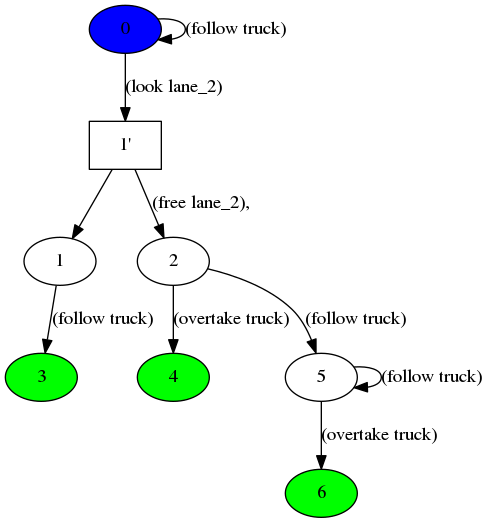 0
(follow truck)
(look lane_2)
1'
(free lane_2),
1
2
(follow truck)
(overtake truck)
(follow truck)
3
4
5
(follow truck)
(overtake truck)
6